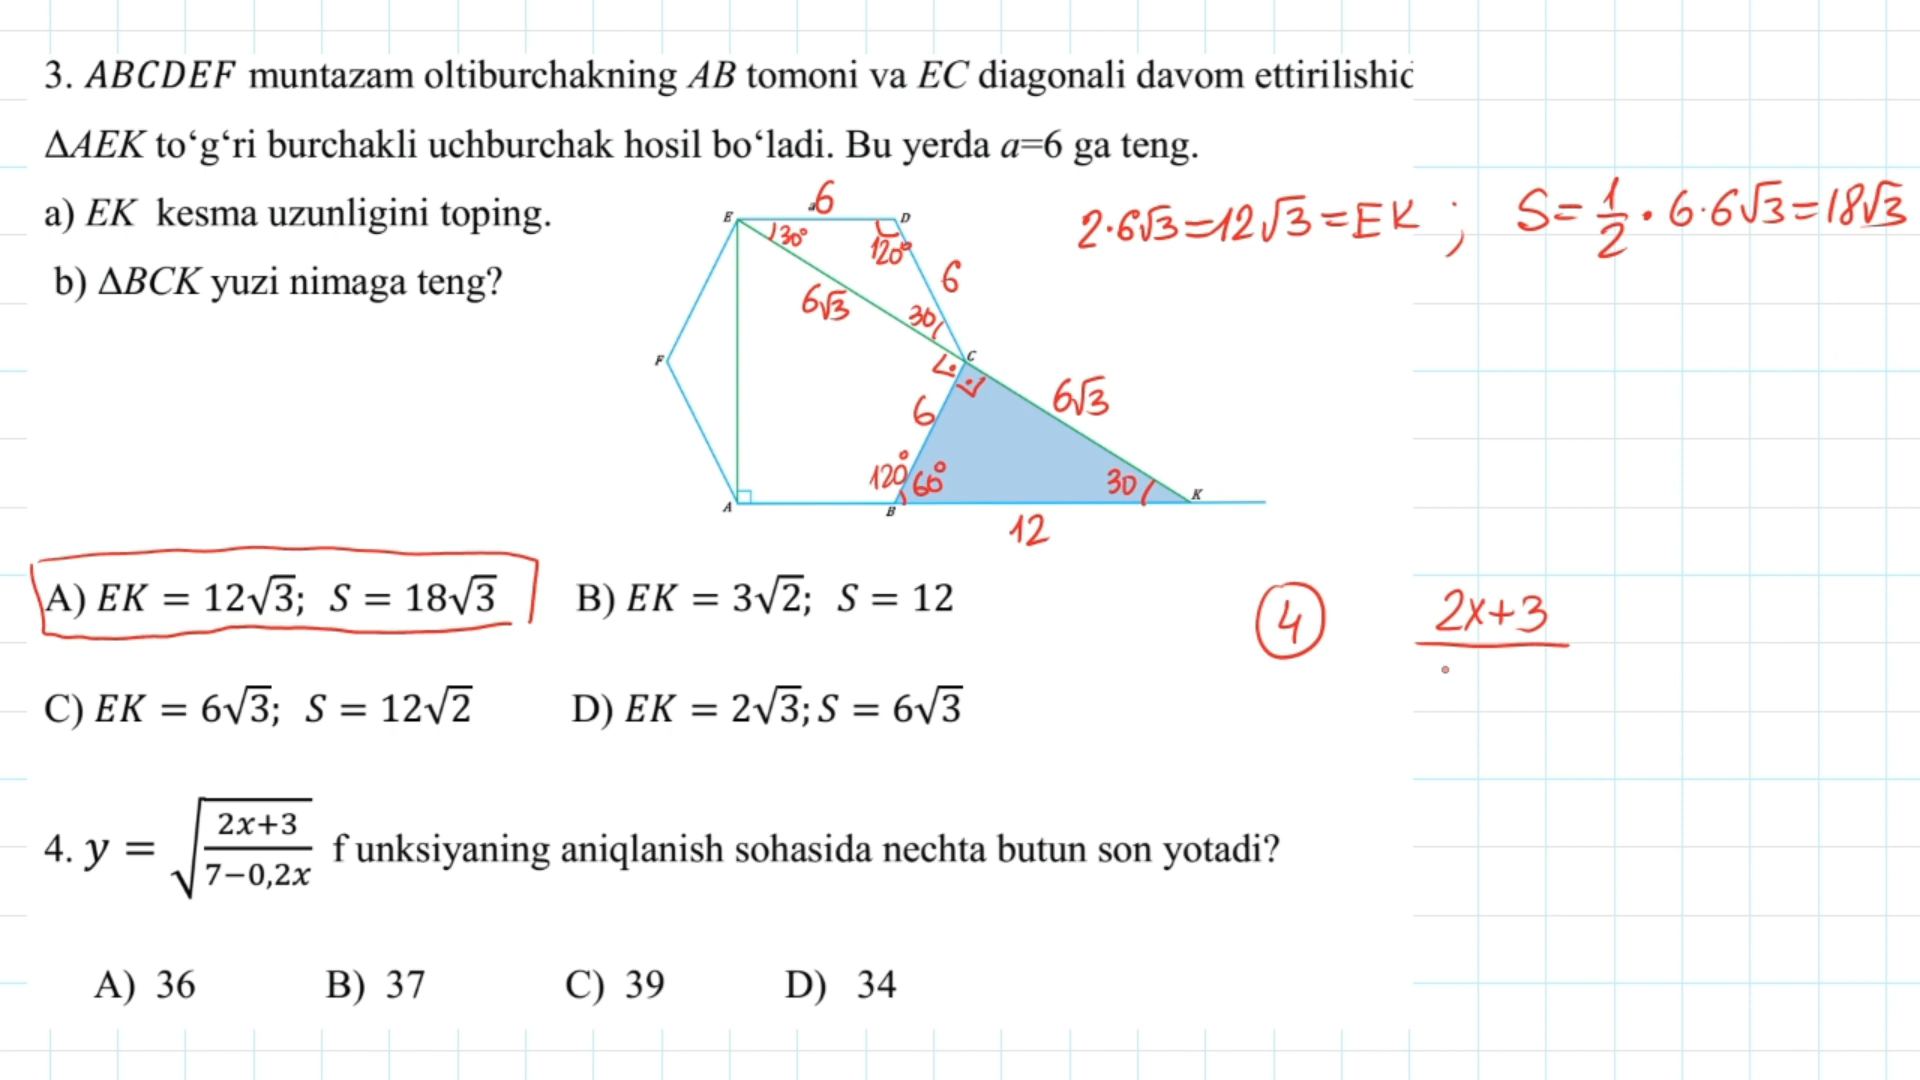 3. ABCDEF muntazam oltiburchakning AB tomoni va EC diagonali davom ettirilishic
ΔAEK to‘g‘ri burchakli uchburchak hosil bo‘ladi. Bu yerda a=6 ga teng.
a) EK kesma uzunligini toping.
b) ΔBCK yuzi nimaga teng?
2·6√3=12√3=EK ; S=1/2·6·6√3=18√3
6
E D
30° 120°
6
6√3
30
F C
6√3
6
120° 60° 30
K
A B
12
A) EK = 12√3; S = 18√3 B) EK = 3√2; S = 12
4 2x+3
C) EK = 6√3; S = 12√2 D) EK = 2√3; S = 6√3
4. y = √((2x+3)/(7−0,2x)) f unksiyaning aniqlanish sohasida nechta butun son yotadi?
A) 36 B) 37 C) 39 D) 34